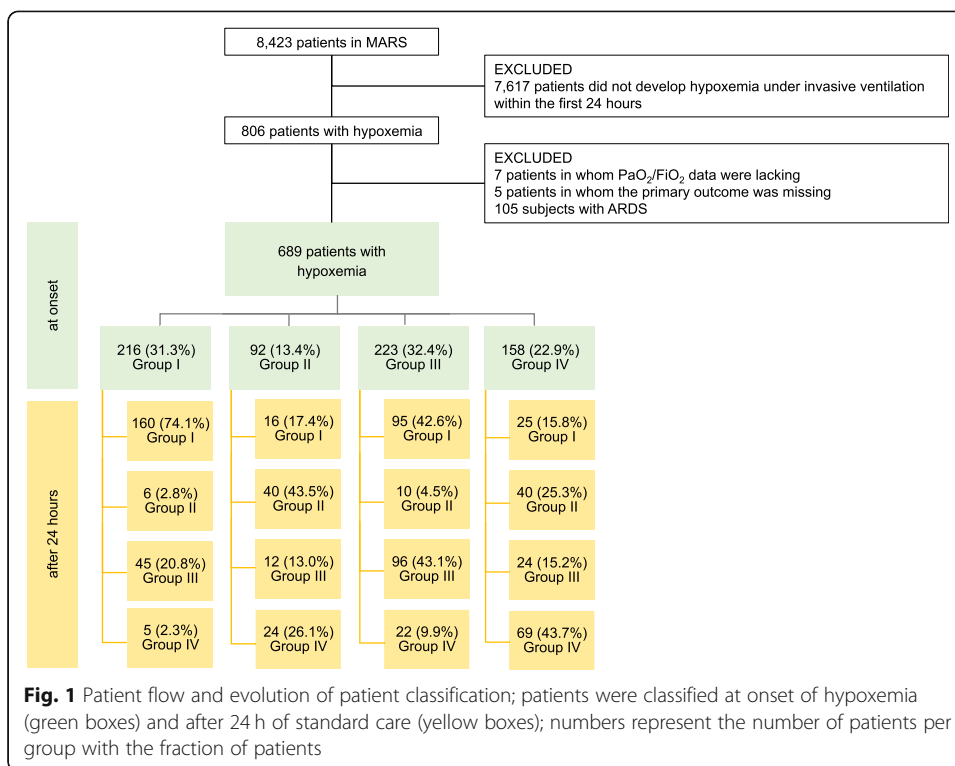 8,423 patients in MARS
EXCLUDED
7,617 patients did not develop hypoxemia under invasive ventilation
within the first 24 hours
806 patients with hypoxemia
EXCLUDED
7 patients in whom PaO₂/FiO₂ data were lacking
5 patients in whom the primary outcome was missing
105 subjects with ARDS
at onset
689 patients with
hypoxemia
216 (31.3%)
Group I
92 (13.4%)
Group II
223 (32.4%)
Group III
158 (22.9%)
Group IV
after 24 hours
160 (74.1%)
Group I
16 (17.4%)
Group I
95 (42.6%)
Group I
25 (15.8%)
Group I
6 (2.8%)
Group II
40 (43.5%)
Group II
10 (4.5%)
Group II
40 (25.3%)
Group II
45 (20.8%)
Group III
12 (13.0%)
Group III
96 (43.1%)
Group III
24 (15.2%)
Group III
5 (2.3%)
Group IV
24 (26.1%)
Group IV
22 (9.9%)
Group IV
69 (43.7%)
Group IV
Fig. 1 Patient flow and evolution of patient classification; patients were classified at onset of hypoxemia
(green boxes) and after 24 h of standard care (yellow boxes); numbers represent the number of patients per
group with the fraction of patients